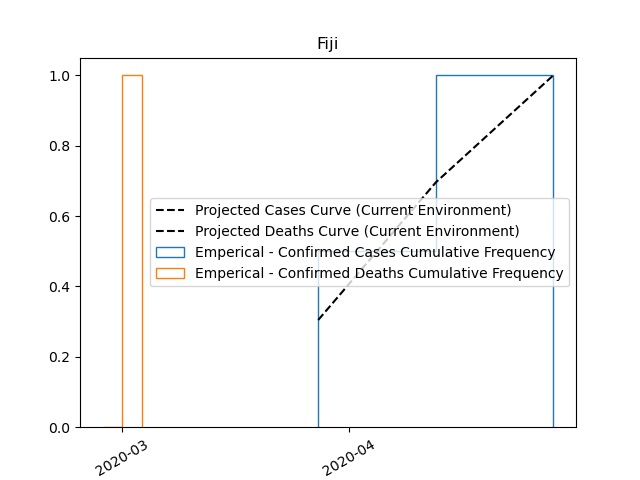 Fiji
1.0
0.8
0.6
0.4
0.2
0.0
Projected Cases Curve (Current Environment)
Projected Deaths Curve (Current Environment)
Emperical - Confirmed Cases Cumulative Frequency
Emperical - Confirmed Deaths Cumulative Frequency
2020-03
2020-04